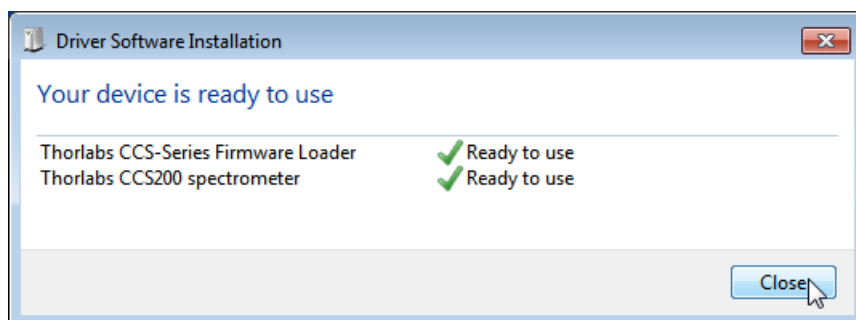 Driver Software Installation
Your device is ready to use
Thorlabs CCS-Series Firmware Loader Ready to use
Thorlabs CCS200 spectrometer Ready to use
Close